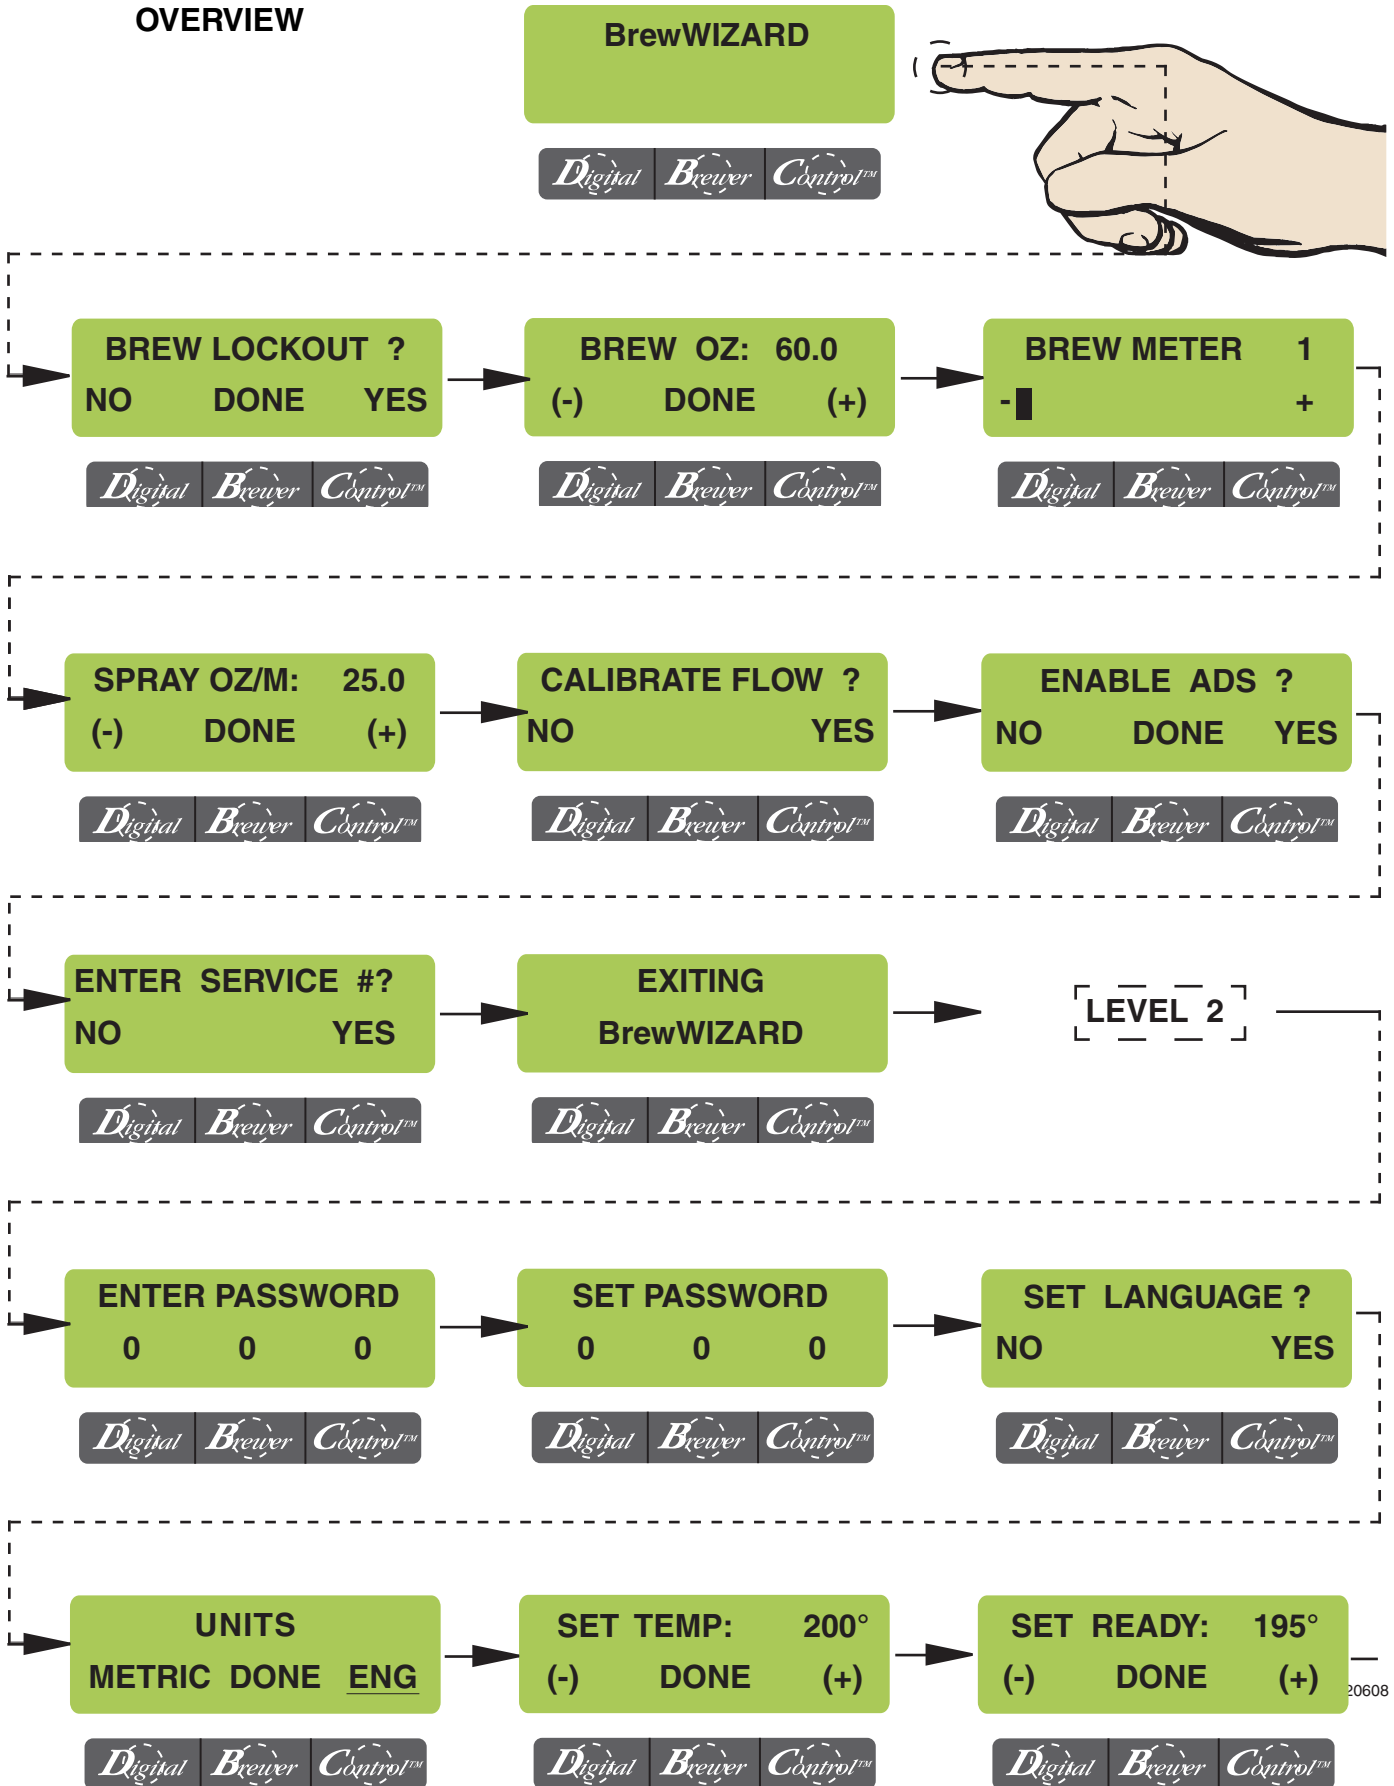 OVERVIEW
BrewWIZARD
Digital Brewer Control™
BREW LOCKOUT ?
NO DONE YES
Digital Brewer Control™
BREW OZ: 60.0
(-) DONE (+)
Digital Brewer Control™
BREW METER 1
- +
Digital Brewer Control™
SPRAY OZ/M: 25.0
(-) DONE (+)
Digital Brewer Control™
CALIBRATE FLOW ?
NO YES
Digital Brewer Control™
ENABLE ADS ?
NO DONE YES
Digital Brewer Control™
ENTER SERVICE #?
NO YES
Digital Brewer Control™
EXITING
BrewWIZARD
Digital Brewer Control™
LEVEL 2
ENTER PASSWORD
0 0 0
Digital Brewer Control™
SET PASSWORD
0 0 0
Digital Brewer Control™
SET LANGUAGE ?
NO YES
Digital Brewer Control™
UNITS
METRIC DONE ENG
Digital Brewer Control™
SET TEMP: 200°
(-) DONE (+)
Digital Brewer Control™
SET READY: 195°
(-) DONE (+)
Digital Brewer Control™
20608